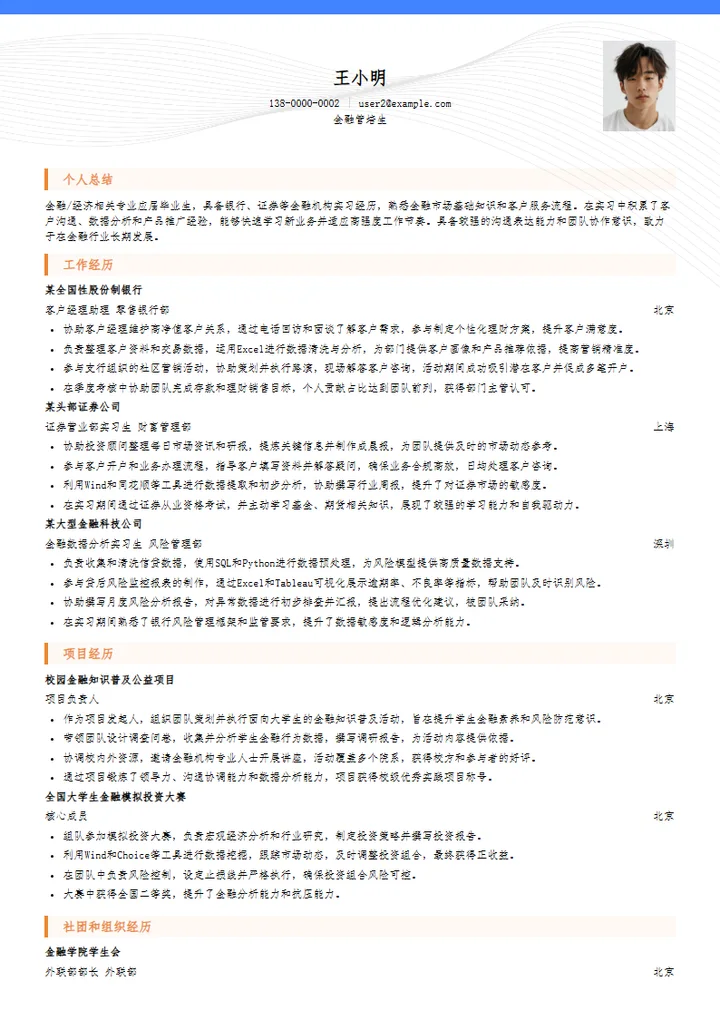 王小明
138-0000-0002 | user2@example.com
金融管培生
个人总结
金融/经济相关专业应届毕业生，具备银行、证券等金融机构实习经历，熟悉金融市场基础知识和客户服务流程。在实习中积累了客
户沟通、数据分析和产品推广经验，能够快速学习新业务并适应高强度工作节奏。具备较强的沟通表达能力和团队协作意识，致力
于在金融行业长期发展。
工作经历
某全国性股份制银行
客户经理助理 零售银行部 北京
• 协助客户经理维护高净值客户关系，通过电话回访和面谈了解客户需求，参与制定个性化理财方案，提升客户满意度。
• 负责整理客户资料和交易数据，运用Excel进行数据清洗与分析，为部门提供客户画像和产品推荐依据，提高营销精准度。
• 参与支行组织的社区营销活动，协助策划并执行路演，现场解答客户咨询，活动期间成功吸引潜在客户并促成多笔开户。
• 在季度考核中协助团队完成存款和理财销售目标，个人贡献占比达到团队前列，获得部门主管认可。
某头部证券公司
证券营业部实习生 财富管理部 上海
• 协助投资顾问整理每日市场资讯和研报，提炼关键信息并制作成晨报，为团队提供及时的市场动态参考。
• 参与客户开户和业务办理流程，指导客户填写资料并解答疑问，确保业务合规高效，日均处理客户咨询。
• 利用Wind和同花顺等工具进行数据提取和初步分析，协助撰写行业周报，提升了对证券市场的敏感度。
• 在实习期间通过证券从业资格考试，并主动学习基金、期货相关知识，展现了较强的学习能力和自我驱动力。
某大型金融科技公司
金融数据分析实习生 风险管理部 深圳
• 负责收集和清洗信贷数据，使用SQL和Python进行数据预处理，为风险模型提供高质量数据支持。
• 参与贷后风险监控报表的制作，通过Excel和Tableau可视化展示逾期率、不良率等指标，帮助团队及时识别风险。
• 协助撰写月度风险分析报告，对异常数据进行初步排查并汇报，提出流程优化建议，被团队采纳。
• 在实习期间熟悉了银行风险管理框架和监管要求，提升了数据敏感度和逻辑分析能力。
项目经历
校园金融知识普及公益项目
项目负责人 北京
• 作为项目发起人，组织团队策划并执行面向大学生的金融知识普及活动，旨在提升学生金融素养和风险防范意识。
• 带领团队设计调查问卷，收集并分析学生金融行为数据，撰写调研报告，为活动内容提供依据。
• 协调校内外资源，邀请金融机构专业人士开展讲座，活动覆盖多个院系，获得校方和参与者的好评。
• 通过项目锻炼了领导力、沟通协调能力和数据分析能力，项目获得校级优秀实践项目称号。
全国大学生金融模拟投资大赛
核心成员 北京
• 组队参加模拟投资大赛，负责宏观经济分析和行业研究，制定投资策略并撰写投资报告。
• 利用Wind和Choice等工具进行数据挖掘，跟踪市场动态，及时调整投资组合，最终获得正收益。
• 在团队中负责风险控制，设定止损线并严格执行，确保投资组合风险可控。
• 大赛中获得全国二等奖，提升了金融分析能力和抗压能力。
社团和组织经历
金融学院学生会
外联部部长 外联部 北京